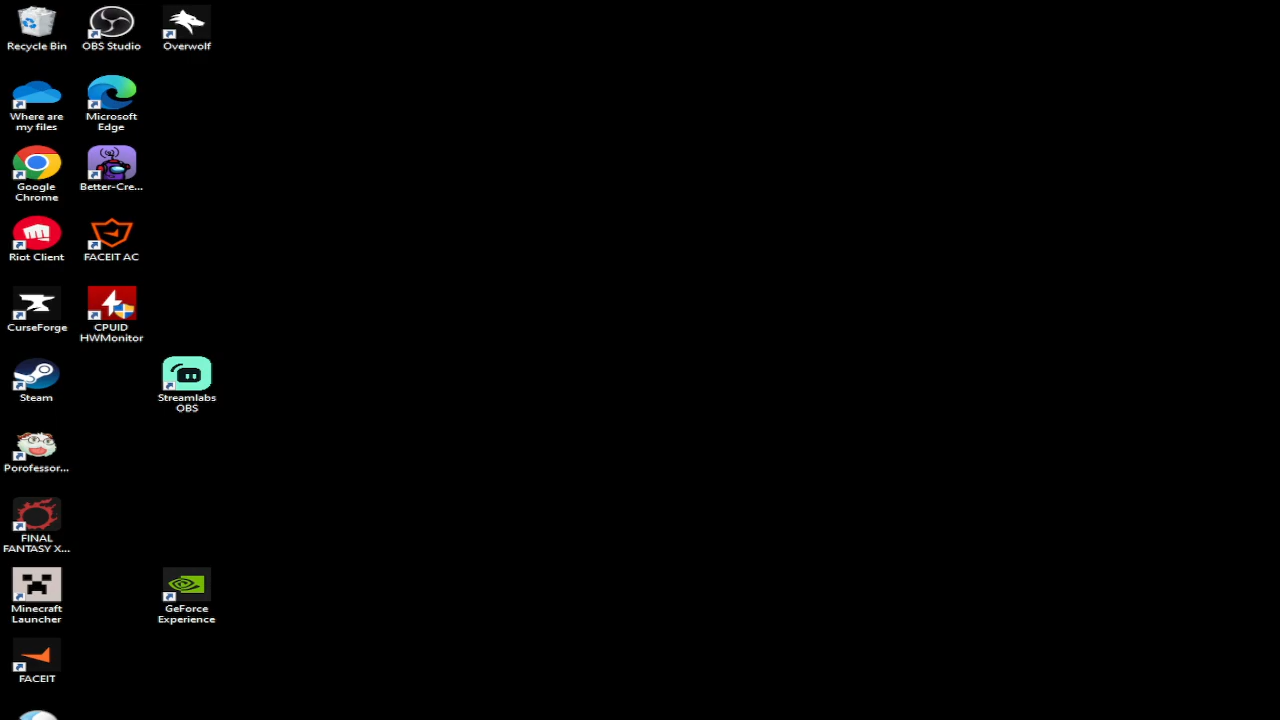 Recycle Bin
OBS Studio
Overwolf
Where are
my files
Microsoft
Edge
Google
Chrome
Better-Cre...
Riot Client
FACEIT AC
CurseForge
CPUID
HWMonitor
Steam
Streamlabs
OBS
Porofessor...
FINAL
FANTASY X...
Minecraft
Launcher
GeForce
Experience
FACEIT